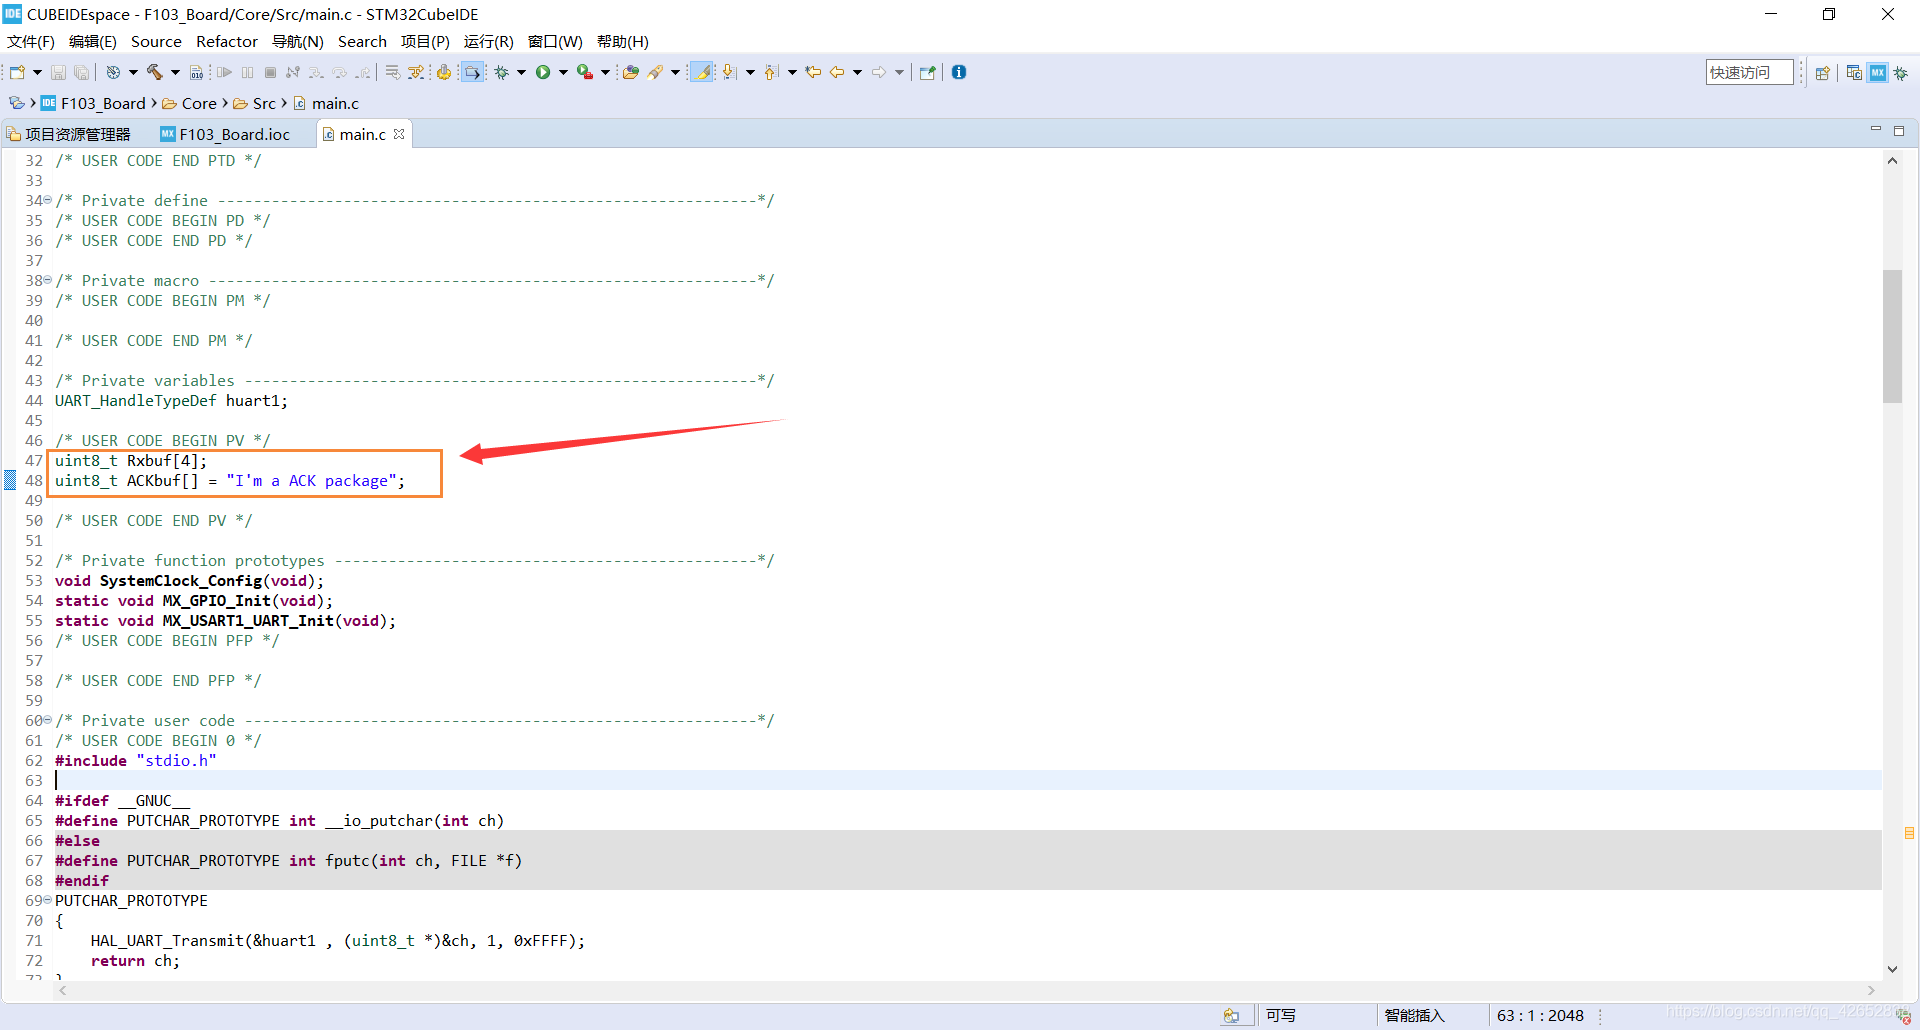 IDE CUBEIDEspace - F103_Board/Core/Src/main.c - STM32CubeIDE
文件(F) 编辑(E) Source Refactor 导航(N) Search 项目(P) 运行(R) 窗口(W) 帮助(H)
快速访问 MX
IDE F103_Board Core Src main.c
项目资源管理器 MX F103_Board.ioc main.c
32 /* USER CODE END PTD */
33
34 /* Private define ------------------------------------------------------------*/
35 /* USER CODE BEGIN PD */
36 /* USER CODE END PD */
37
38 /* Private macro -------------------------------------------------------------*/
39 /* USER CODE BEGIN PM */
40
41 /* USER CODE END PM */
42
43 /* Private variables ---------------------------------------------------------*/
44 UART_HandleTypeDef huart1;
45
46 /* USER CODE BEGIN PV */
47 uint8_t Rxbuf[4];
48 uint8_t ACKbuf[] = "I'm a ACK package";
49
50 /* USER CODE END PV */
51
52 /* Private function prototypes -----------------------------------------------*/
53 void SystemClock_Config(void);
54 static void MX_GPIO_Init(void);
55 static void MX_USART1_UART_Init(void);
56 /* USER CODE BEGIN PFP */
57
58 /* USER CODE END PFP */
59
60 /* Private user code ---------------------------------------------------------*/
61 /* USER CODE BEGIN 0 */
62 #include "stdio.h"
63
64 #ifdef __GNUC__
65 #define PUTCHAR_PROTOTYPE int __io_putchar(int ch)
66 #else
67 #define PUTCHAR_PROTOTYPE int fputc(int ch, FILE *f)
68 #endif
69 PUTCHAR_PROTOTYPE
70 {
71 HAL_UART_Transmit(&huart1 , (uint8_t *)&ch, 1, 0xFFFF);
72 return ch;
73 }
可写 智能插入 63 : 1 : 2048